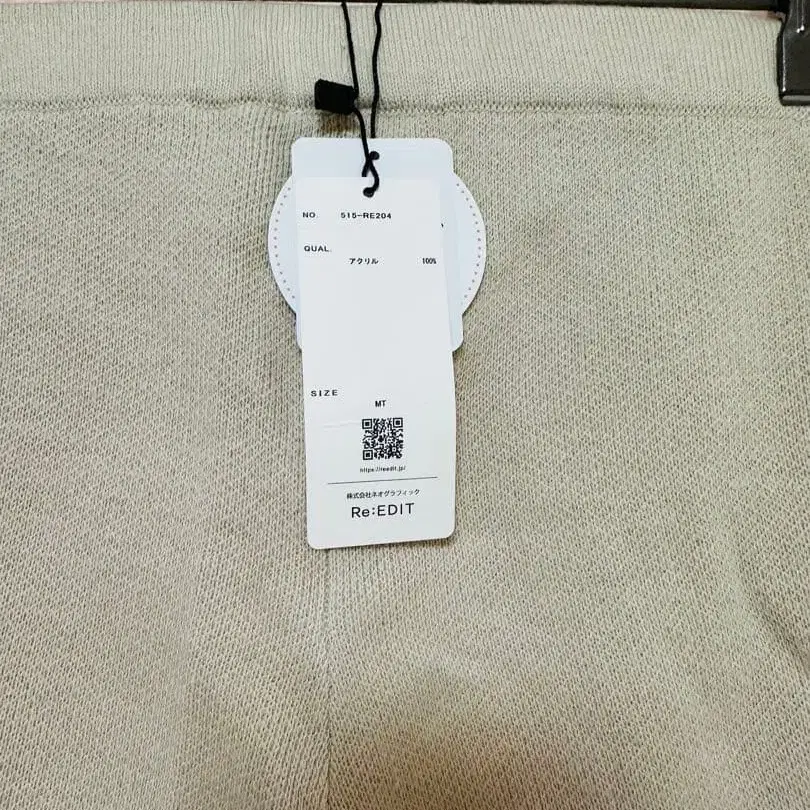 NO. 515-RE204
QUAL.
アクリル 100%
SIZE
MT
https://reedit.jp/
株式会社ネオグラフィック
Re:EDIT